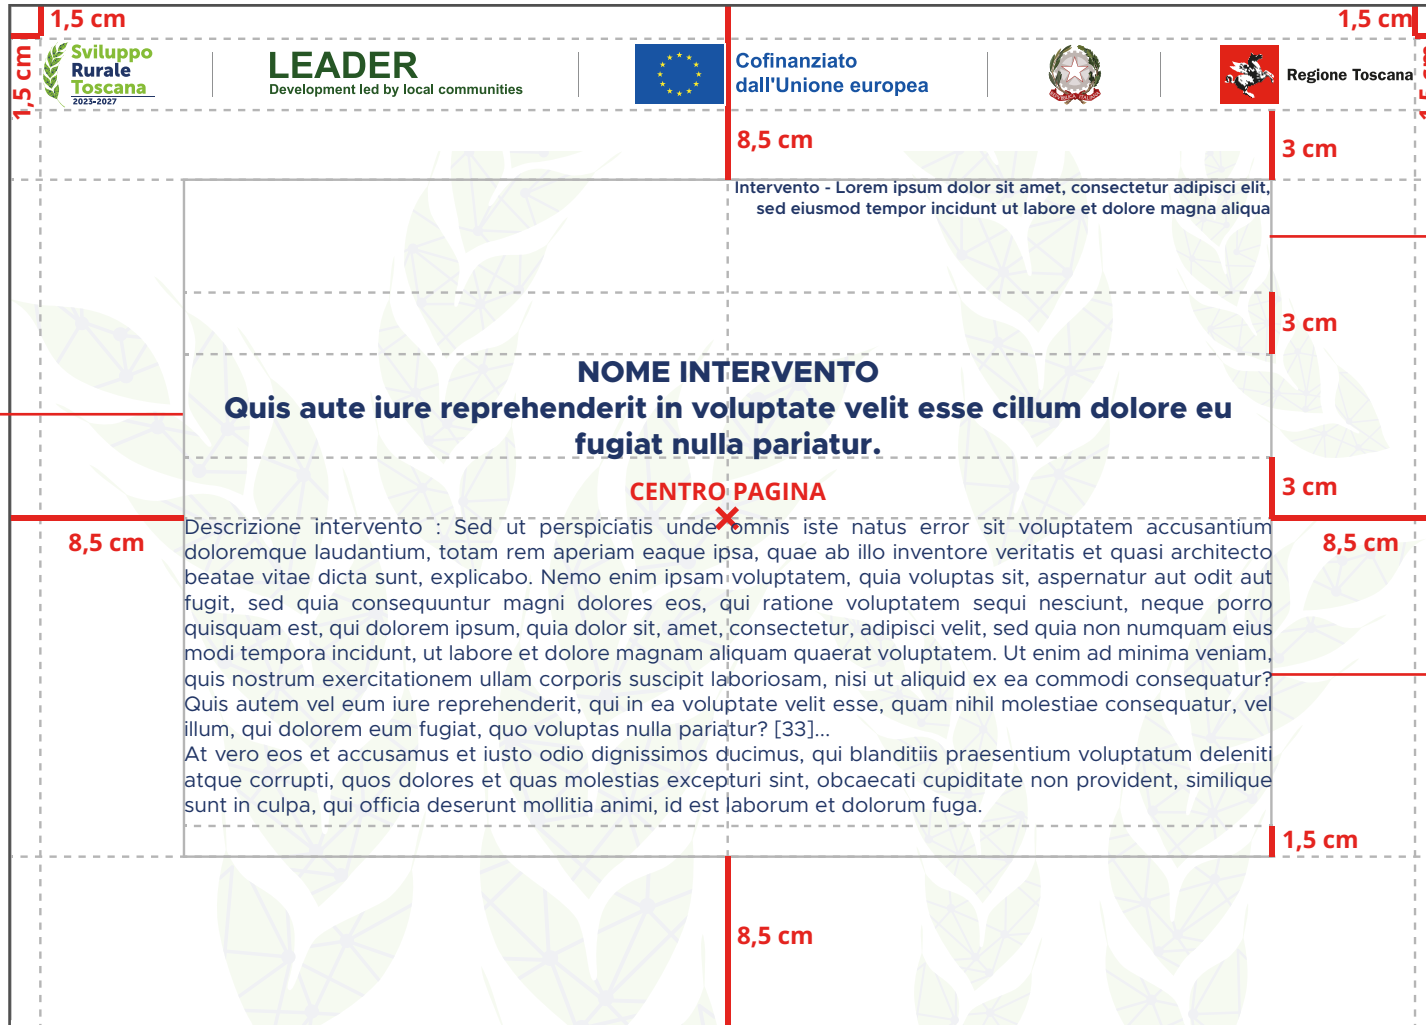 1,5 cm
1,5 cm
1,5 cm
Sviluppo
Rurale
Toscana
2023-2027
LEADER
Development led by local communities
Cofinanziato
dall'Unione europea
REPVBBLICA ITALIANA
Regione Toscana
1,5 cm
8,5 cm
3 cm
Intervento - Lorem ipsum dolor sit amet, consectetur adipisci elit,
sed eiusmod tempor incidunt ut labore et dolore magna aliqua
3 cm
NOME INTERVENTO
Quis aute iure reprehenderit in voluptate velit esse cillum dolore eu
fugiat nulla pariatur.
3 cm
CENTRO PAGINA
8,5 cm
8,5 cm
Descrizione intervento : Sed ut perspiciatis unde omnis iste natus error sit voluptatem accusantium
doloremque laudantium, totam rem aperiam eaque ipsa, quae ab illo inventore veritatis et quasi architecto
beatae vitae dicta sunt, explicabo. Nemo enim ipsam voluptatem, quia voluptas sit, aspernatur aut odit aut
fugit, sed quia consequuntur magni dolores eos, qui ratione voluptatem sequi nesciunt, neque porro
quisquam est, qui dolorem ipsum, quia dolor sit, amet, consectetur, adipisci velit, sed quia non numquam eius
modi tempora incidunt, ut labore et dolore magnam aliquam quaerat voluptatem. Ut enim ad minima veniam,
quis nostrum exercitationem ullam corporis suscipit laboriosam, nisi ut aliquid ex ea commodi consequatur?
Quis autem vel eum iure reprehenderit, qui in ea voluptate velit esse, quam nihil molestiae consequatur, vel
illum, qui dolorem eum fugiat, quo voluptas nulla pariatur? [33]...
At vero eos et accusamus et iusto odio dignissimos ducimus, qui blanditiis praesentium voluptatum deleniti
atque corrupti, quos dolores et quas molestias excepturi sint, obcaecati cupiditate non provident, similique
sunt in culpa, qui officia deserunt mollitia animi, id est laborum et dolorum fuga.
1,5 cm
8,5 cm